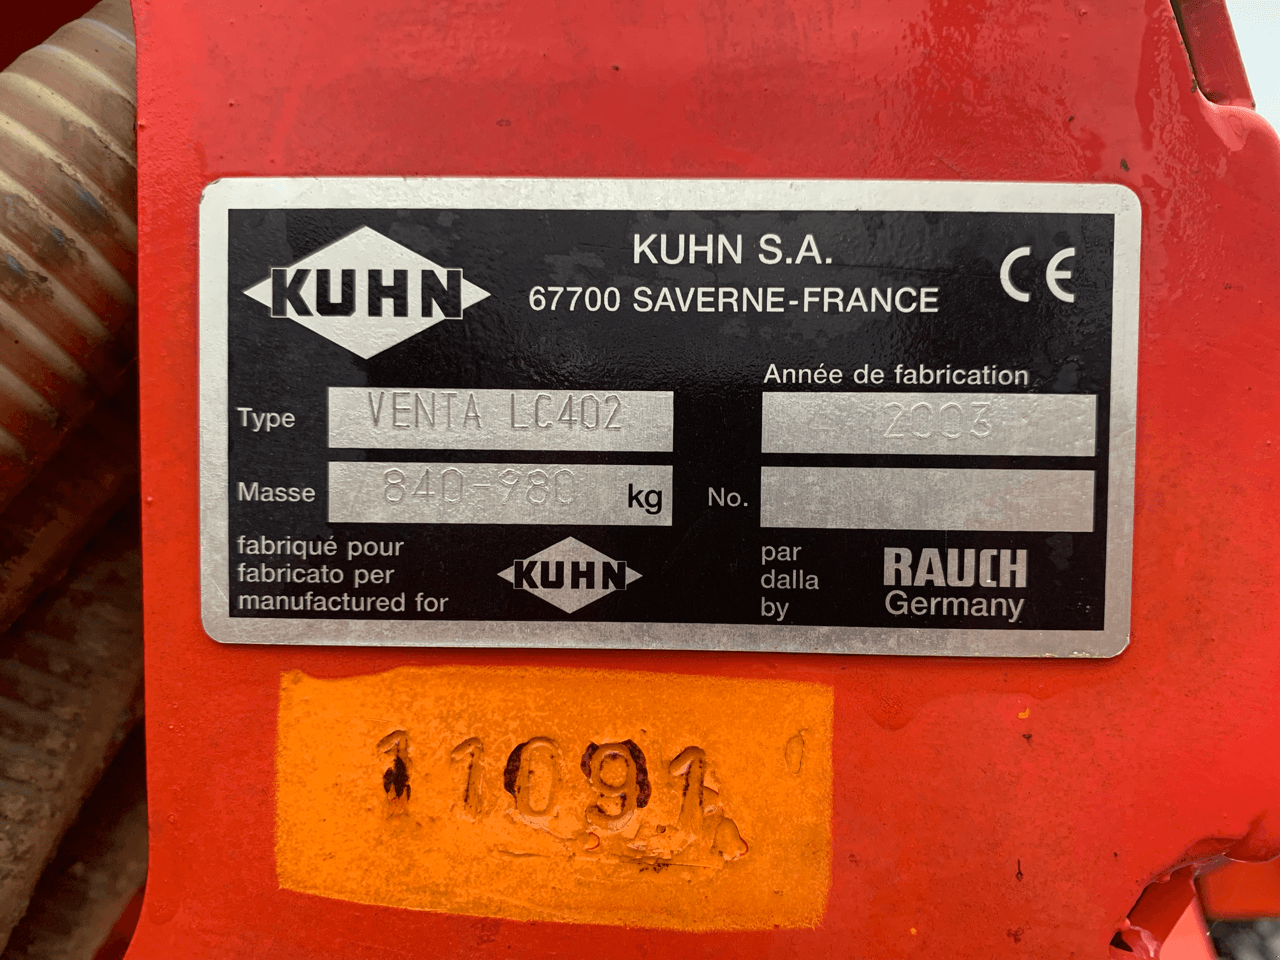 KUHN
KUHN S.A.
67700 SAVERNE-FRANCE
CE
Année de fabrication
Type VENTA LC402
2003
Masse 840-980 kg
No.
fabriqué pour
fabricato per
manufactured for
KUHN
par
dalla
by
RAUCH
Germany
11091